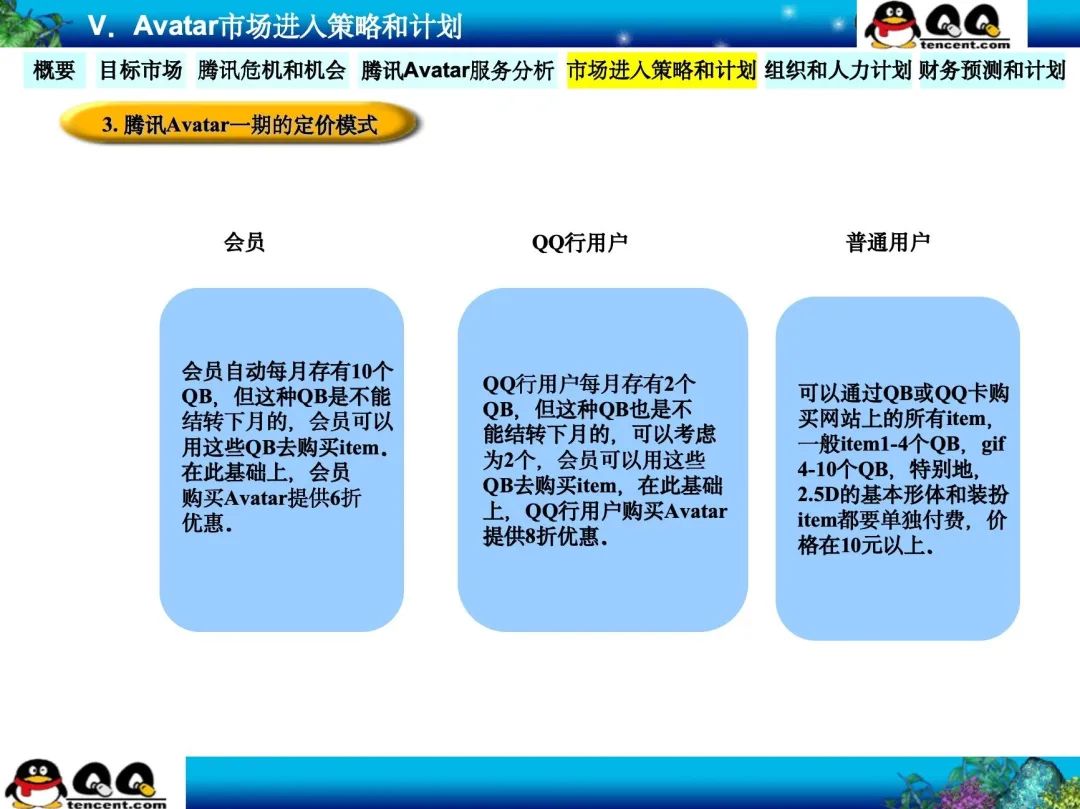 V．Avatar市场进入策略和计划
QQ
tencent.com
概要
目标市场
腾讯危机和机会
腾讯Avatar服务分析
市场进入策略和计划
组织和人力计划
财务预测和计划
3. 腾讯Avatar一期的定价模式
会员
会员自动每月存有10个
QB，但这种QB是不能
结转下月的，会员可以
用这些QB去购买item．
在此基础上，会员
购买Avatar提供6折
优惠．
QQ行用户
QQ行用户每月存有2个
QB，但这种QB也是不
能结转下月的，可以考虑
为2个，会员可以用这些
QB去购买item，在此基础
上，QQ行用户购买Avatar
提供8折优惠．
普通用户
可以通过QB或QQ卡购
买网站上的所有item，
一般item1-4个QB，gif
4-10个QB，特别地，
2.5D的基本形体和装扮
item都要单独付费，价
格在10元以上．
QQ
tencent.com